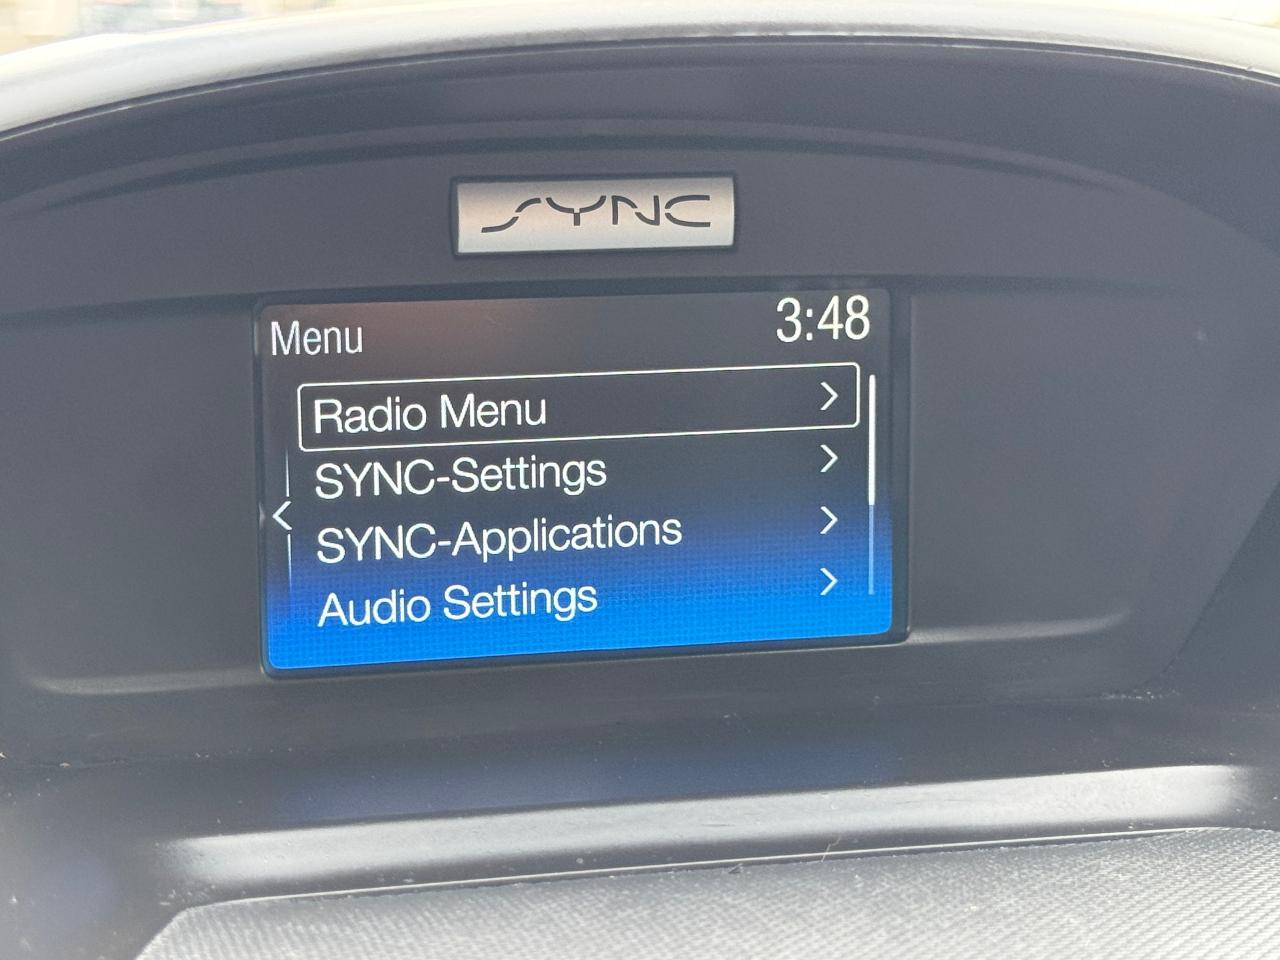 SYNC
Menu 3:48
Radio Menu
SYNC-Settings
SYNC-Applications
Audio Settings